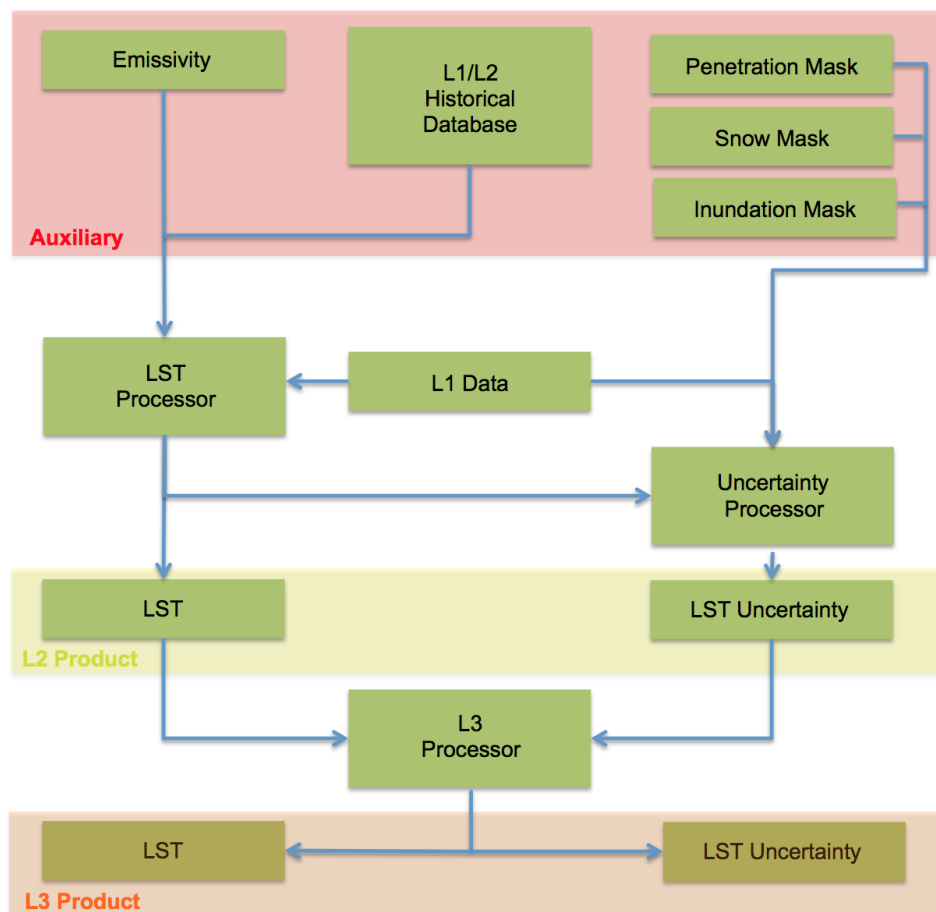 Emissivity
L1/L2
Historical
Database
Penetration Mask
Snow Mask
Inundation Mask
Auxiliary
LST
Processor
L1 Data
Uncertainty
Processor
LST
LST Uncertainty
L2 Product
L3
Processor
LST
LST Uncertainty
L3 Product